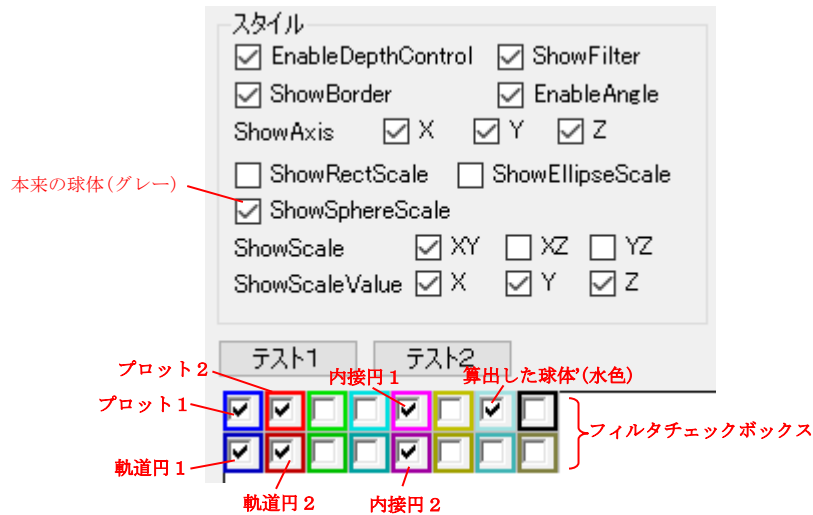 スタイル
EnableDepthControl ShowFilter
ShowBorder EnableAngle
ShowAxis X Y Z
本来の球体(グレー)
ShowRectScale ShowEllipseScale
ShowSphereScale
ShowScale XY XZ YZ
ShowScaleValue X Y Z
テスト1 テスト2
プロット2
内接円1
算出した球体'(水色)
プロット1
フィルタチェックボックス
軌道円1
軌道円2
内接円2